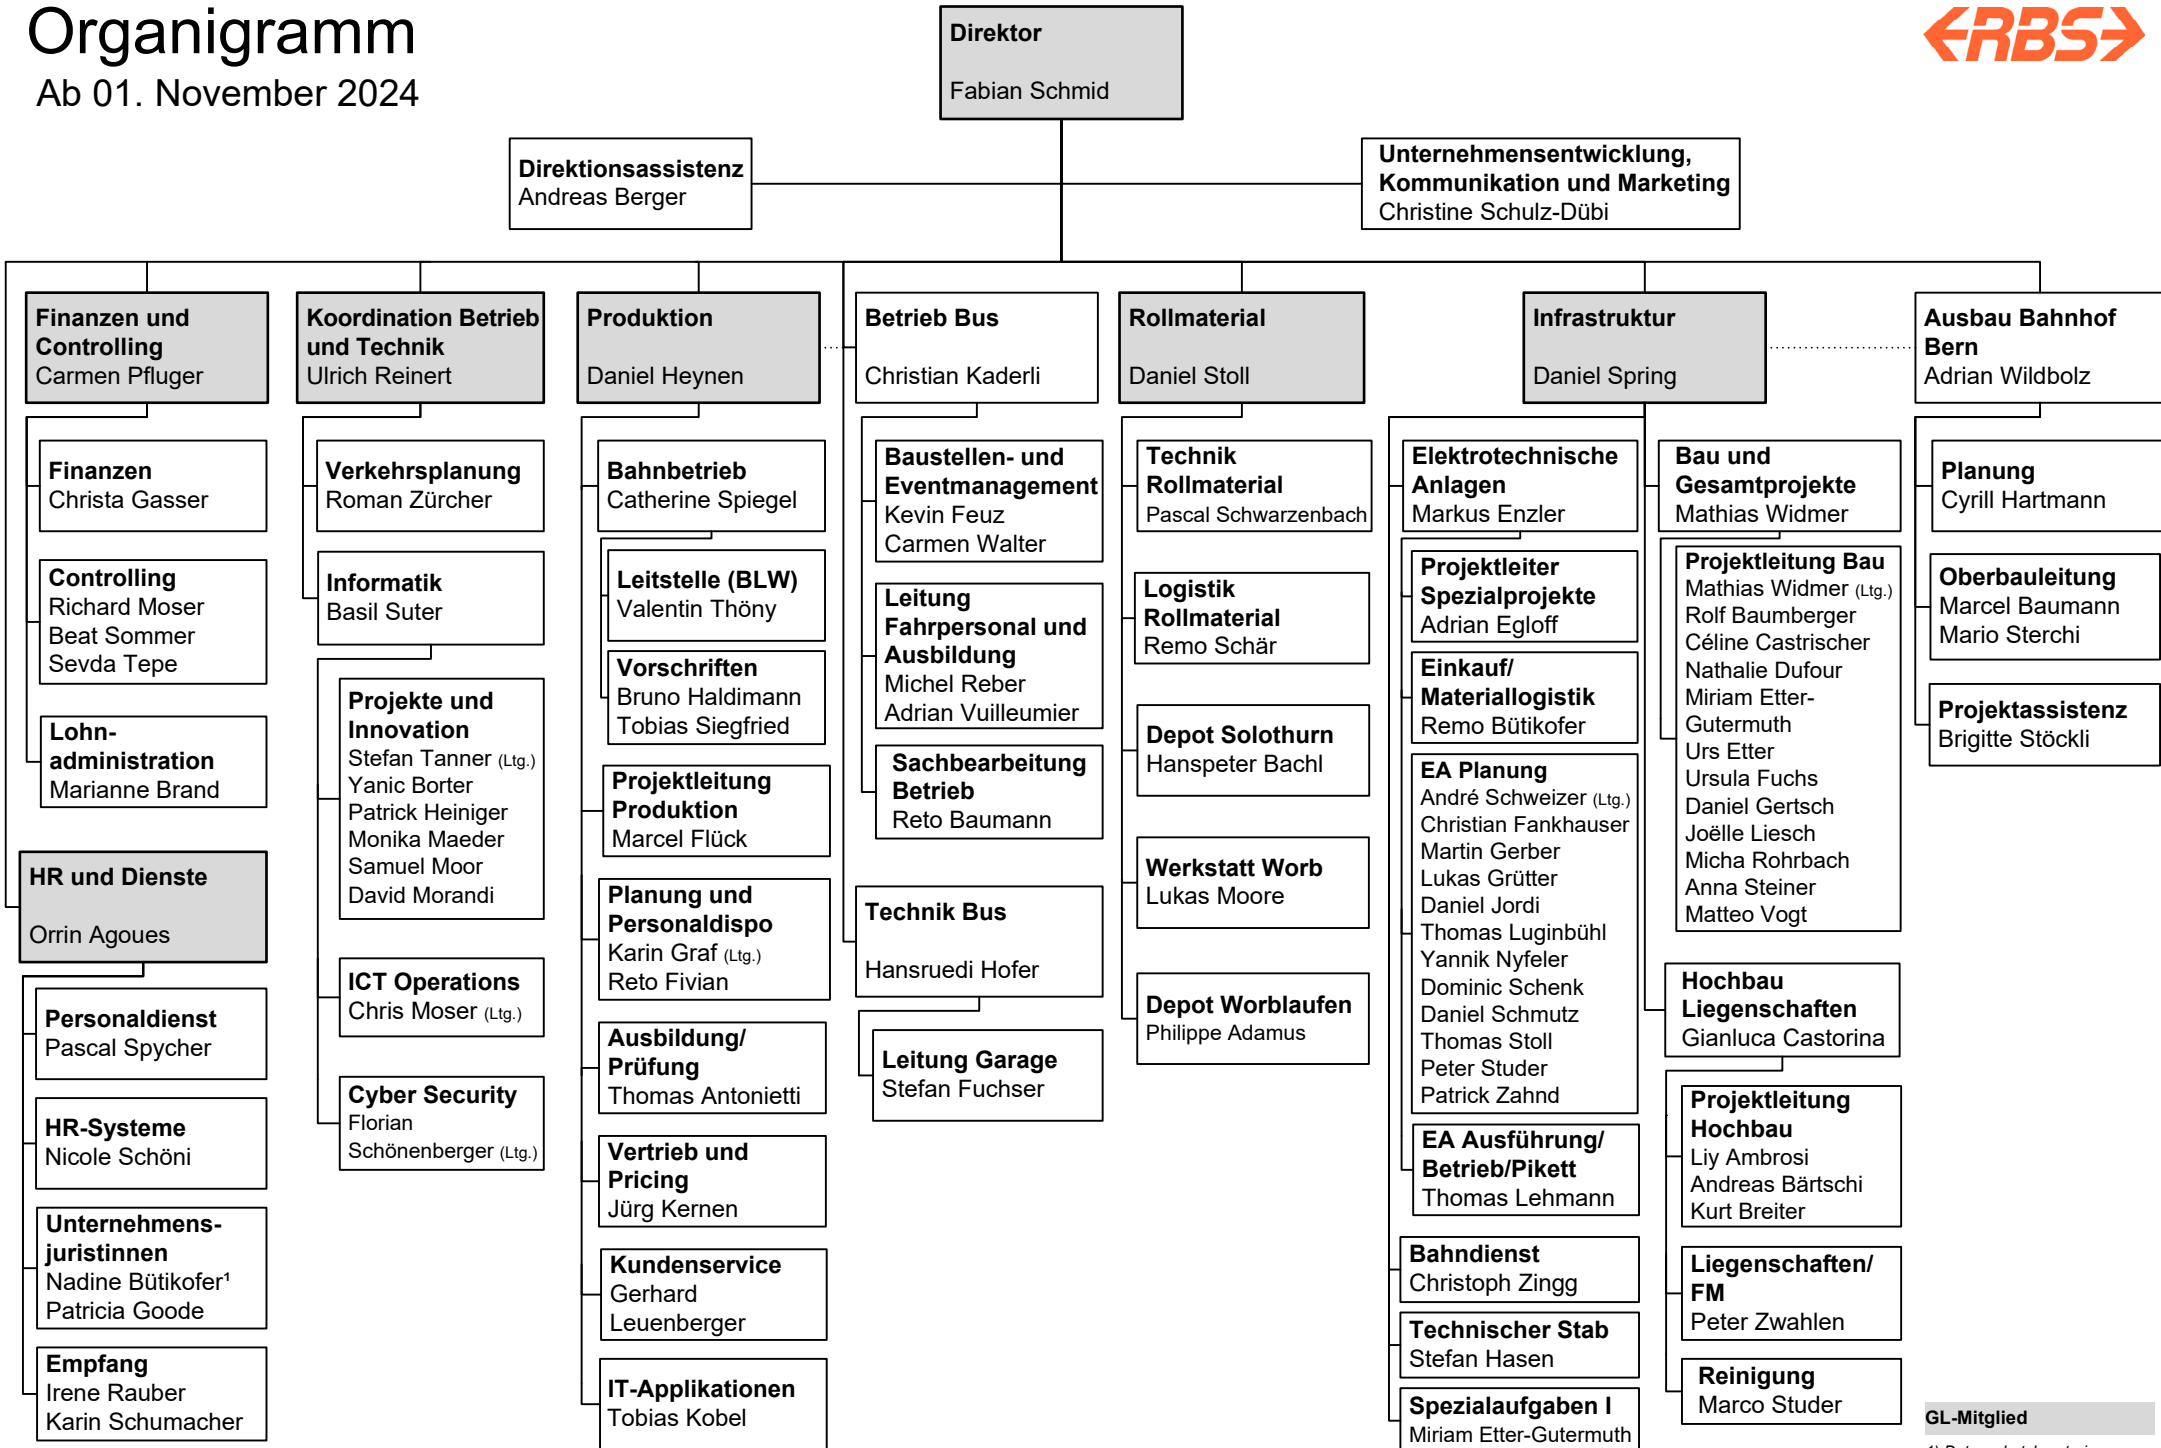 Organigramm
Ab 01. November 2024
RBS
Direktor
Fabian Schmid
Direktionsassistenz
Andreas Berger
Unternehmensentwicklung,
Kommunikation und Marketing
Christine Schulz-Dübi
Finanzen und
Controlling
Carmen Pfluger
Finanzen
Christa Gasser
Controlling
Richard Moser
Beat Sommer
Sevda Tepe
Lohn-
administration
Marianne Brand
HR und Dienste
Orrin Agoues
Personaldienst
Pascal Spycher
HR-Systeme
Nicole Schöni
Unternehmens-
juristinnen
Nadine Bütikofer¹
Patricia Goode
Empfang
Irene Rauber
Karin Schumacher
Koordination Betrieb
und Technik
Ulrich Reinert
Verkehrsplanung
Roman Zürcher
Informatik
Basil Suter
Projekte und
Innovation
Stefan Tanner (Ltg.)
Yanic Borter
Patrick Heiniger
Monika Maeder
Samuel Moor
David Morandi
ICT Operations
Chris Moser (Ltg.)
Cyber Security
Florian
Schönenberger (Ltg.)
Produktion
Daniel Heynen
Bahnbetrieb
Catherine Spiegel
Leitstelle (BLW)
Valentin Thöny
Vorschriften
Bruno Haldimann
Tobias Siegfried
Projektleitung
Produktion
Marcel Flück
Planung und
Personaldispo
Karin Graf (Ltg.)
Reto Fivian
Ausbildung/
Prüfung
Thomas Antonietti
Vertrieb und
Pricing
Jürg Kernen
Kundenservice
Gerhard
Leuenberger
IT-Applikationen
Tobias Kobel
Betrieb Bus
Christian Kaderli
Baustellen- und
Eventmanagement
Kevin Feuz
Carmen Walter
Leitung
Fahrpersonal und
Ausbildung
Michel Reber
Adrian Vuilleumier
Sachbearbeitung
Betrieb
Reto Baumann
Technik Bus
Hansruedi Hofer
Leitung Garage
Stefan Fuchser
Rollmaterial
Daniel Stoll
Technik
Rollmaterial
Pascal Schwarzenbach
Logistik
Rollmaterial
Remo Schär
Depot Solothurn
Hanspeter Bachl
Werkstatt Worb
Lukas Moore
Depot Worblaufen
Philippe Adamus
Infrastruktur
Daniel Spring
Elektrotechnische
Anlagen
Markus Enzler
Projektleiter
Spezialprojekte
Adrian Egloff
Einkauf/
Materiallogistik
Remo Bütikofer
EA Planung
André Schweizer (Ltg.)
Christian Fankhauser
Martin Gerber
Lukas Grütter
Daniel Jordi
Thomas Luginbühl
Yannik Nyfeler
Dominic Schenk
Daniel Schmutz
Thomas Stoll
Peter Studer
Patrick Zahnd
EA Ausführung/
Betrieb/Pikett
Thomas Lehmann
Bahndienst
Christoph Zingg
Technischer Stab
Stefan Hasen
Spezialaufgaben I
Miriam Etter-Gutermuth
Bau und
Gesamtprojekte
Mathias Widmer
Projektleitung Bau
Mathias Widmer (Ltg.)
Rolf Baumberger
Céline Castrischer
Nathalie Dufour
Miriam Etter-
Gutermuth
Urs Etter
Ursula Fuchs
Daniel Gertsch
Joëlle Liesch
Micha Rohrbach
Anna Steiner
Matteo Vogt
Hochbau
Liegenschaften
Gianluca Castorina
Projektleitung
Hochbau
Liy Ambrosi
Andreas Bärtschi
Kurt Breiter
Liegenschaften/
FM
Peter Zwahlen
Reinigung
Marco Studer
Ausbau Bahnhof
Bern
Adrian Wildbolz
Planung
Cyrill Hartmann
Oberbauleitung
Marcel Baumann
Mario Sterchi
Projektassistenz
Brigitte Stöckli
GL-Mitglied